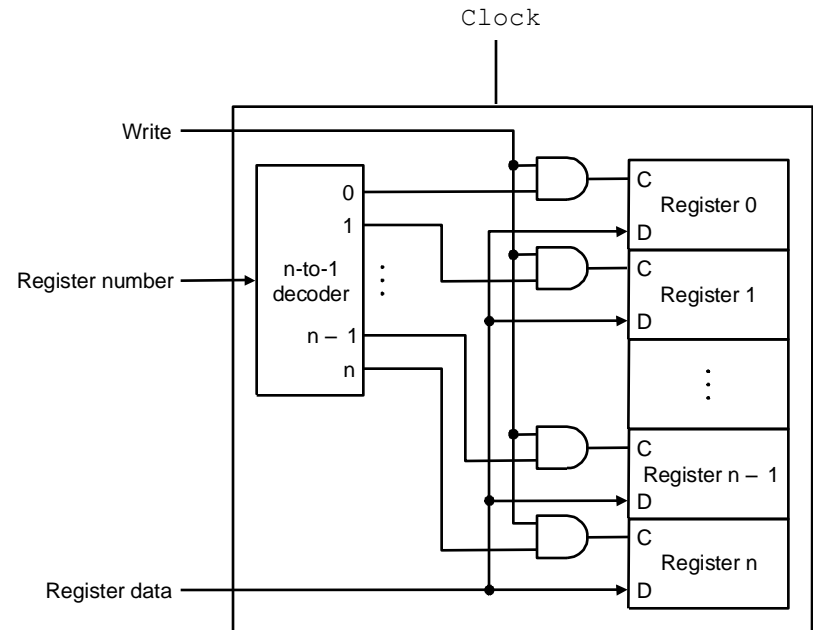 Clock
Write
0
C
Register 0
1
D
n-to-1
decoder
C
Register number
Register 1
D
n – 1
n
C
Register n – 1
D
C
Register n
Register data
D